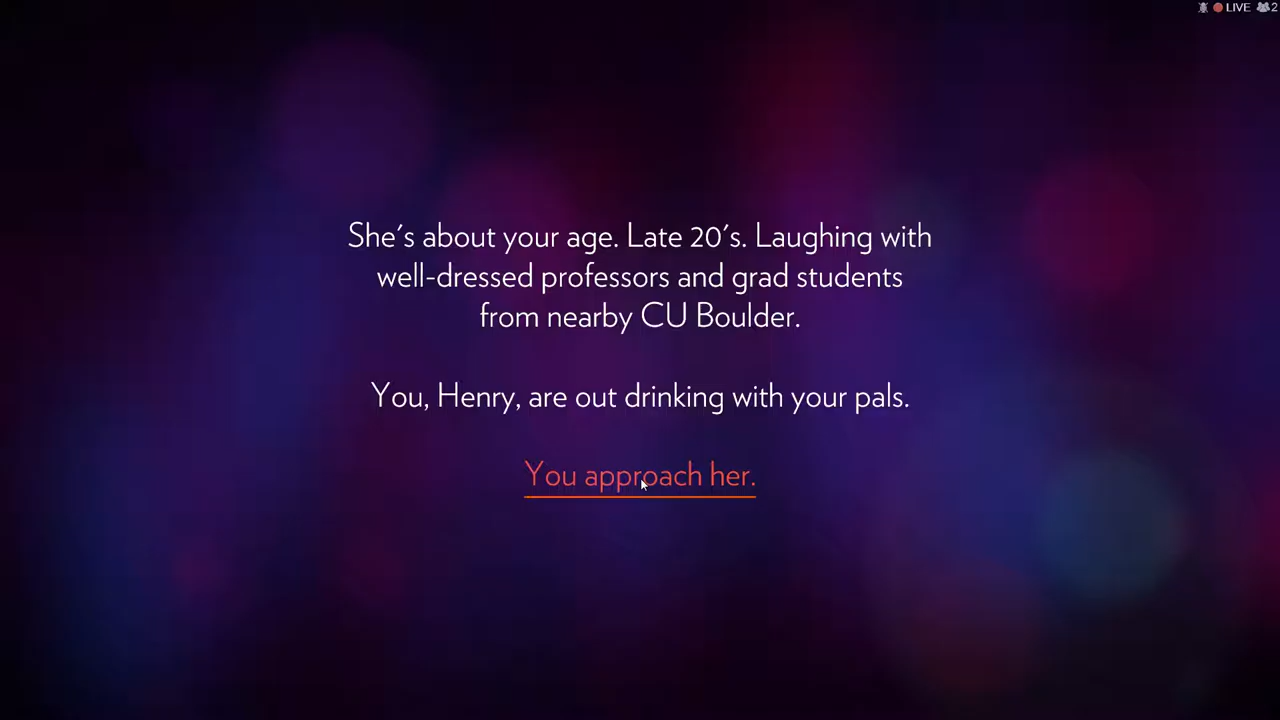 LIVE 2
She's about your age. Late 20's. Laughing with
well-dressed professors and grad students
from nearby CU Boulder.
You, Henry, are out drinking with your pals.
You approach her.